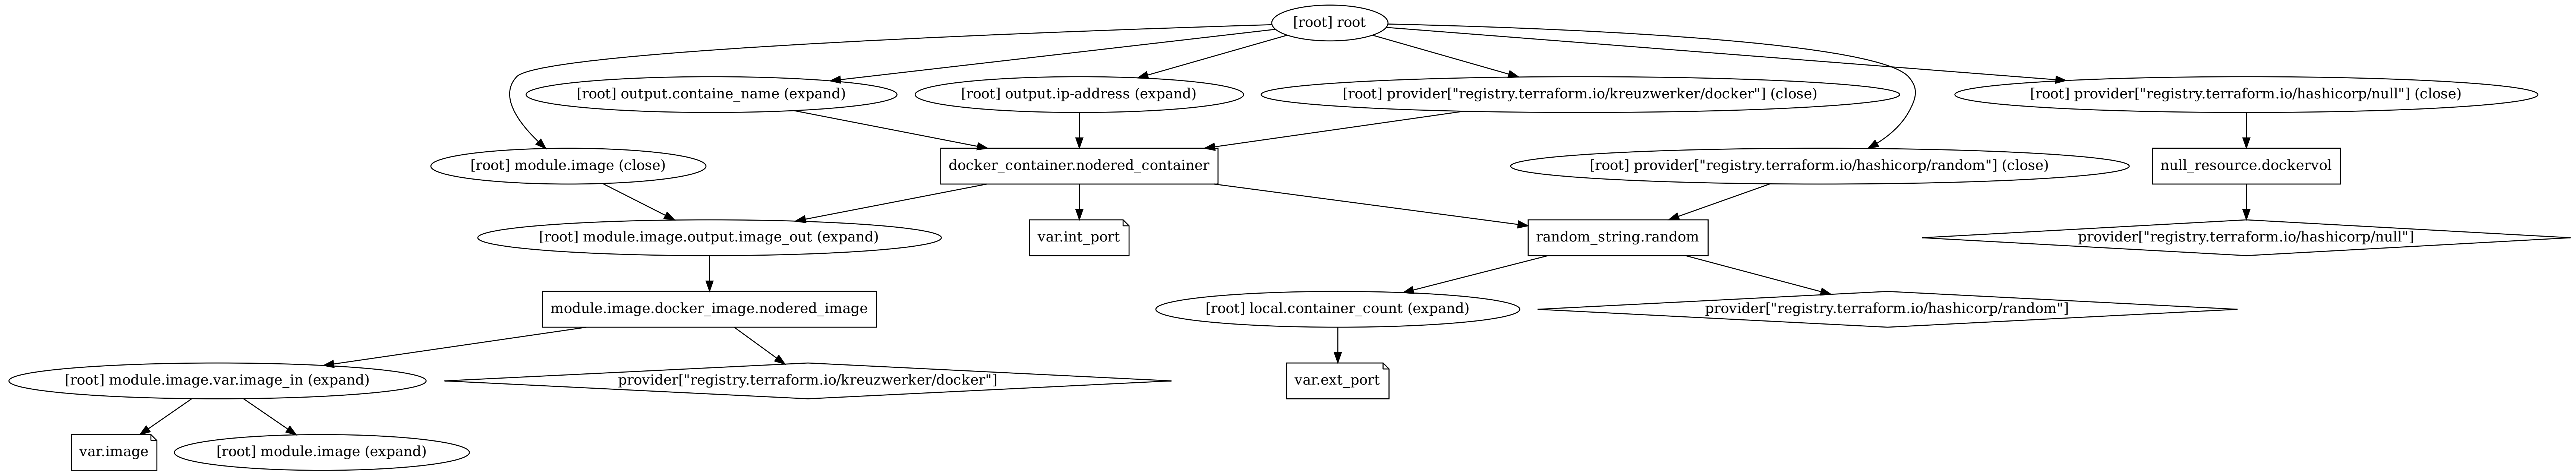 [root] root
[root] output.containe_name (expand)
[root] output.ip-address (expand)
[root] provider[\"registry.terraform.io/kreuzwerker/docker\"] (close)
[root] provider[\"registry.terraform.io/hashicorp/null\"] (close)
[root] module.image (close)
docker_container.nodered_container
[root] provider[\"registry.terraform.io/hashicorp/random\"] (close)
null_resource.dockervol
[root] module.image.output.image_out (expand)
var.int_port
random_string.random
provider[\"registry.terraform.io/hashicorp/null\"]
module.image.docker_image.nodered_image
[root] local.container_count (expand)
provider[\"registry.terraform.io/hashicorp/random\"]
[root] module.image.var.image_in (expand)
provider[\"registry.terraform.io/kreuzwerker/docker\"]
var.ext_port
var.image
[root] module.image (expand)